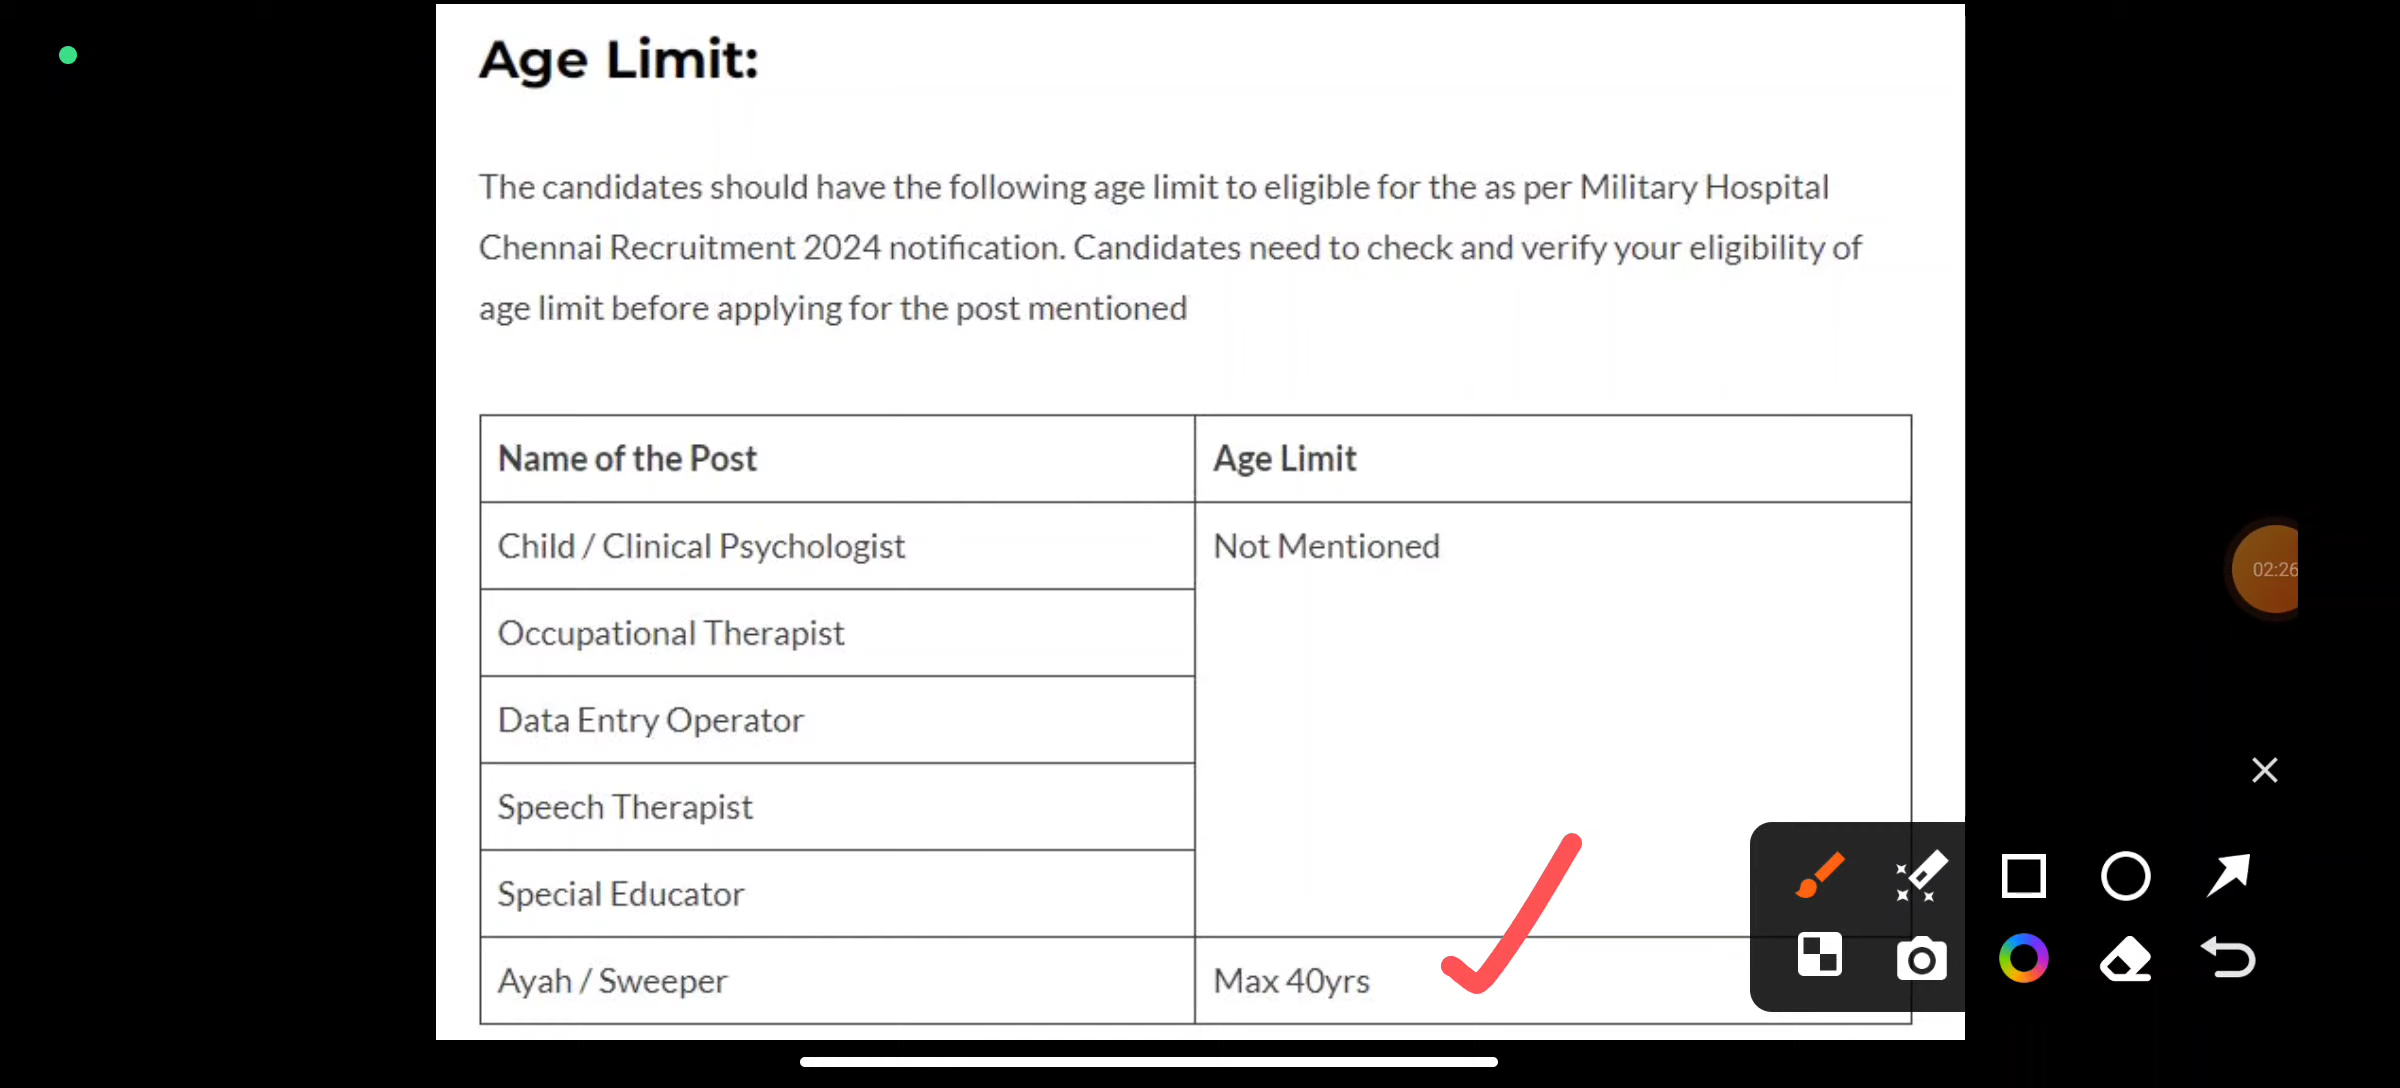 Age Limit:
The candidates should have the following age limit to eligible for the as per Military Hospital
Chennai Recruitment 2024 notification. Candidates need to check and verify your eligibility of
age limit before applying for the post mentioned
Name of the Post Age Limit
Child / Clinical Psychologist Not Mentioned
Occupational Therapist
Data Entry Operator
Speech Therapist
Special Educator
Ayah / Sweeper Max 40yrs
02:26